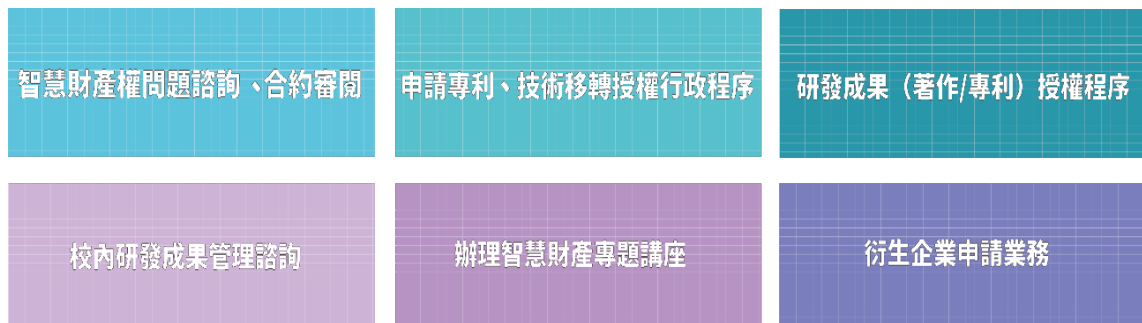 智慧財產權問題諮詢、合約審閱
申請專利、技術移轉授權行政程序
研發成果（著作/專利）授權程序
校內研發成果管理諮詢
辦理智慧財產專題講座
衍生企業申請業務